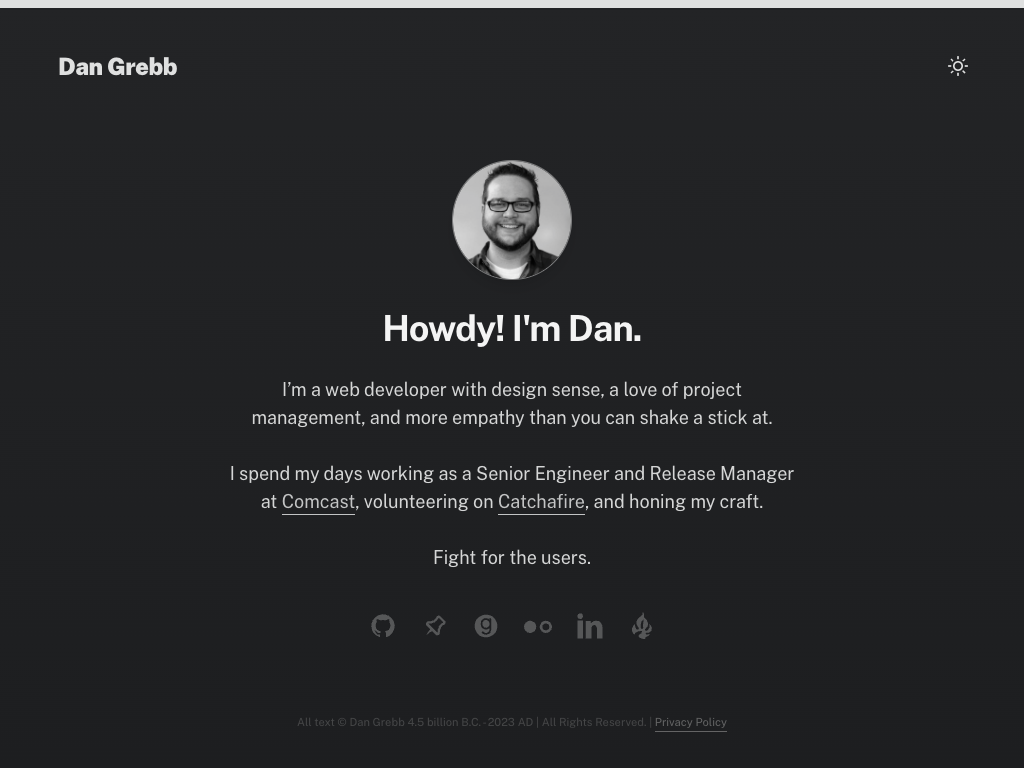 Dan Grebb
Howdy! I'm Dan.
I’m a web developer with design sense, a love of project
management, and more empathy than you can shake a stick at.
I spend my days working as a Senior Engineer and Release Manager
at Comcast, volunteering on Catchafire, and honing my craft.
Fight for the users.
All text © Dan Grebb 4.5 billion B.C. - 2023 AD | All Rights Reserved. | Privacy Policy